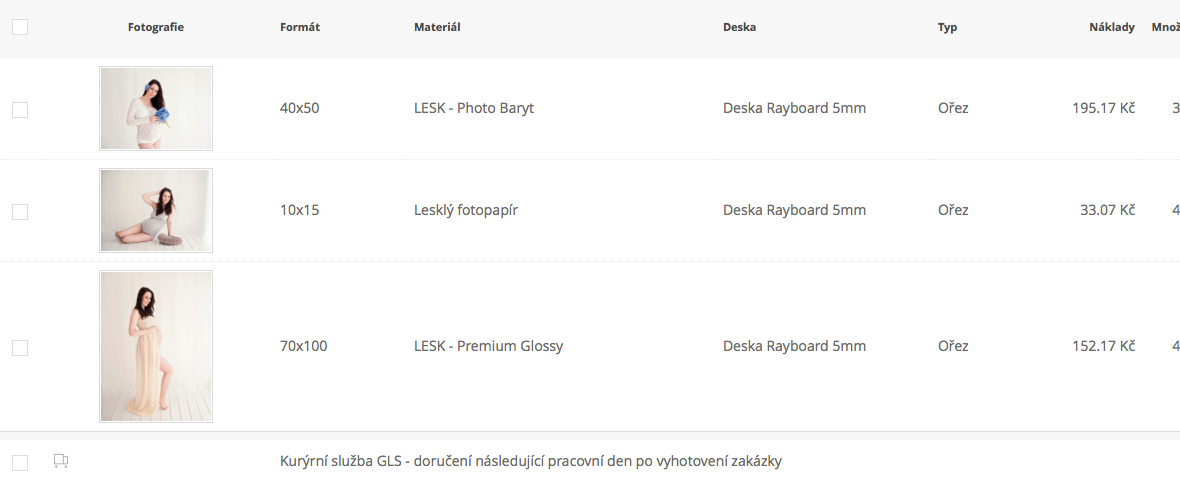 Fotografie Formát Materiál Deska Typ Náklady Množ
40x50 LESK - Photo Baryt Deska Rayboard 5mm Ořez 195.17 Kč 3
10x15 Lesklý fotopapír Deska Rayboard 5mm Ořez 33.07 Kč 4
70x100 LESK - Premium Glossy Deska Rayboard 5mm Ořez 152.17 Kč 4
Kurýrní služba GLS - doručení následující pracovní den po vyhotovení zakázky